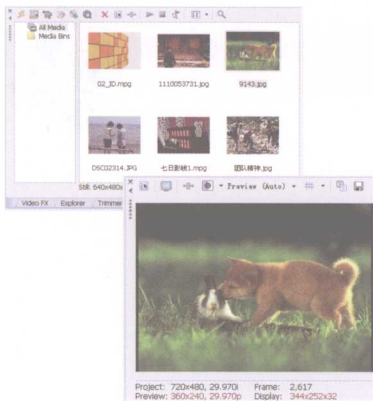 All Media
Media Bins
02_ID.mpg
1110053731.jpg
9143.jpg
DSC02314.JPG
七日影映1.mpg
团队精神.jpg
Still: 640x480x
Video FX
Explorer
Trimmer
Preview (Auto)
Project: 720x480, 29.970i
Frame: 2,617
Preview: 360x240, 29.970p
Display: 344x252x32